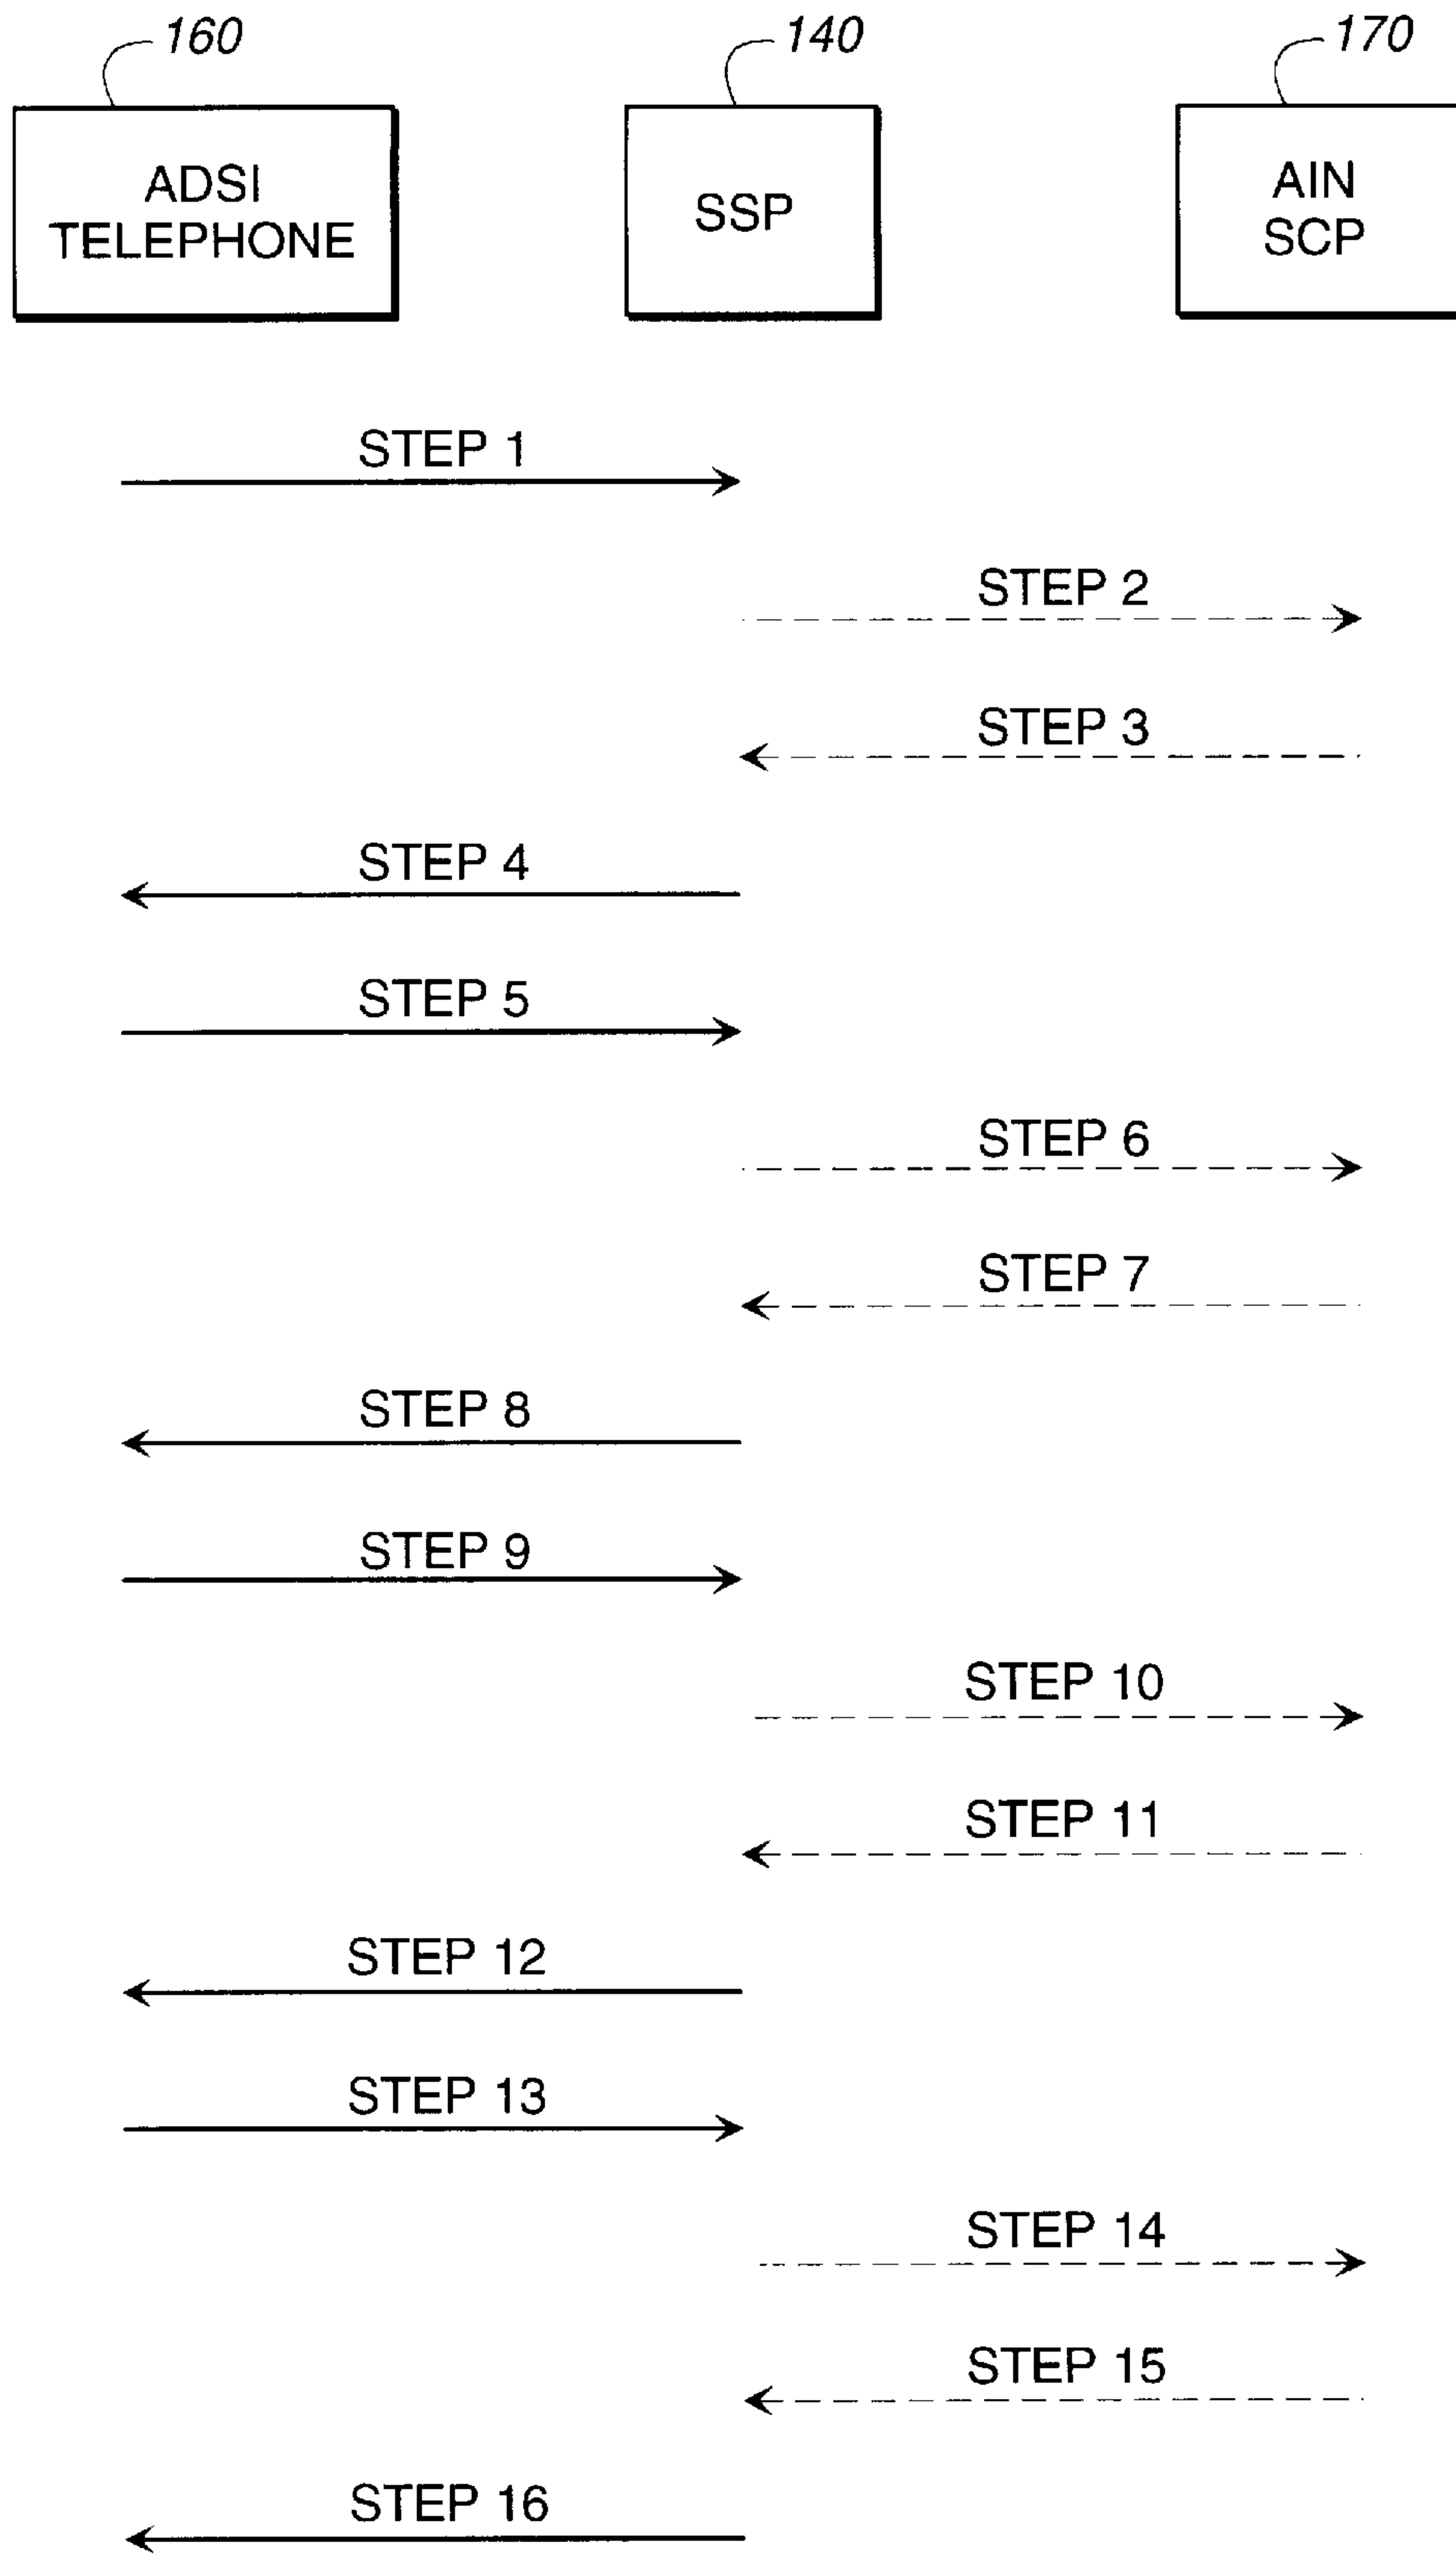 160
140
170
ADSI
TELEPHONE
SSP
AIN
SCP
STEP 1
STEP 2
STEP 3
STEP 4
STEP 5
STEP 6
STEP 7
STEP 8
STEP 9
STEP 10
STEP 11
STEP 12
STEP 13
STEP 14
STEP 15
STEP 16